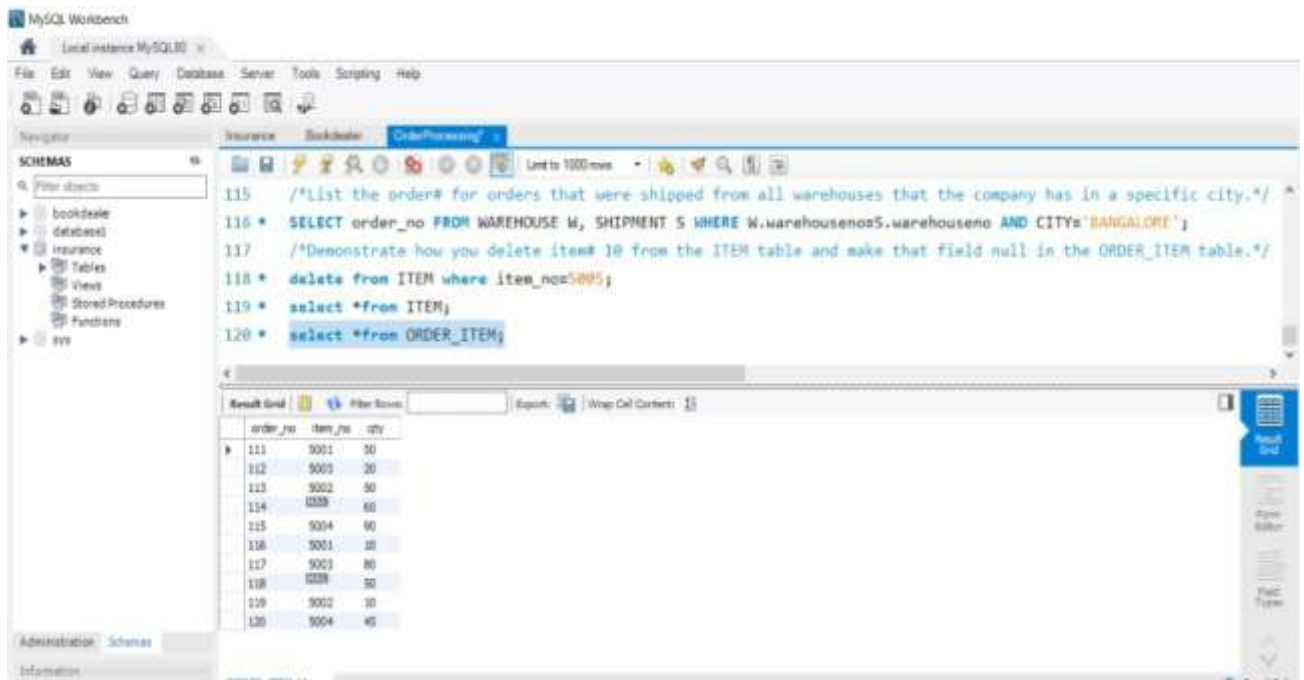 MySQL Workbench
Local instance MySQL80 ×
File Edit View Query Database Server Tools Scripting Help
Navigator
Insurance Bookdealer OrderProcessing* ×
SCHEMAS
Limit to 1000 rows
Filter objects
bookdealer
database1
insurance
Tables
Views
Stored Procedures
Functions
sys
115 /*List the order# for orders that were shipped from all warehouses that the company has in a specific city.*/
116 SELECT order_no FROM WAREHOUSE W, SHIPMENT S WHERE W.warehouseno=S.warehouseno AND CITY='BANGALORE';
117 /*Demonstrate how you delete item# 10 from the ITEM table and make that field null in the ORDER_ITEM table.*/
118 delete from ITEM where item_no=5005;
119 select *from ITEM;
120 select *from ORDER_ITEM;
Result Grid Filter Rows: Export: Wrap Cell Content:
order_no item_no qty
111 5001 50
112 5003 20
113 5002 50
114 NULL 60
115 5004 90
116 5001 10
117 5003 80
118 NULL 50
119 5002 10
120 5004 45
Result
Grid
Form
Editor
Field
Types
Administration Schemas
Information